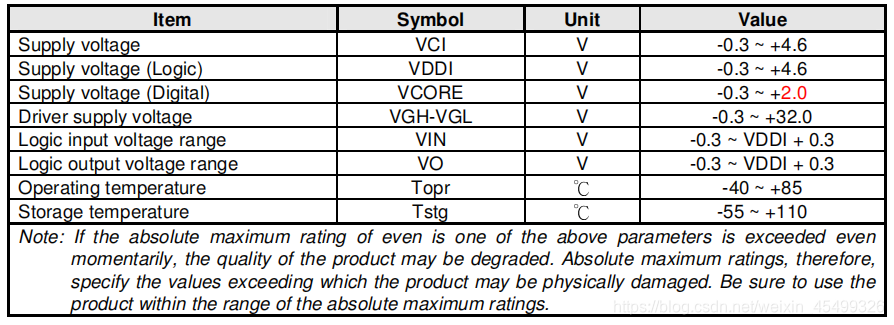 Item Symbol Unit Value
Supply voltage VCI V -0.3 ~ +4.6
Supply voltage (Logic) VDDI V -0.3 ~ +4.6
Supply voltage (Digital) VCORE V -0.3 ~ +2.0
Driver supply voltage VGH-VGL V -0.3 ~ +32.0
Logic input voltage range VIN V -0.3 ~ VDDI + 0.3
Logic output voltage range VO V -0.3 ~ VDDI + 0.3
Operating temperature Topr ℃ -40 ~ +85
Storage temperature Tstg ℃ -55 ~ +110
Note: If the absolute maximum rating of even is one of the above parameters is exceeded even
momentarily, the quality of the product may be degraded. Absolute maximum ratings, therefore,
specify the values exceeding which the product may be physically damaged. Be sure to use the
product within the range of the absolute maximum ratings.
https://blog.csdn.net/weixin_45499326